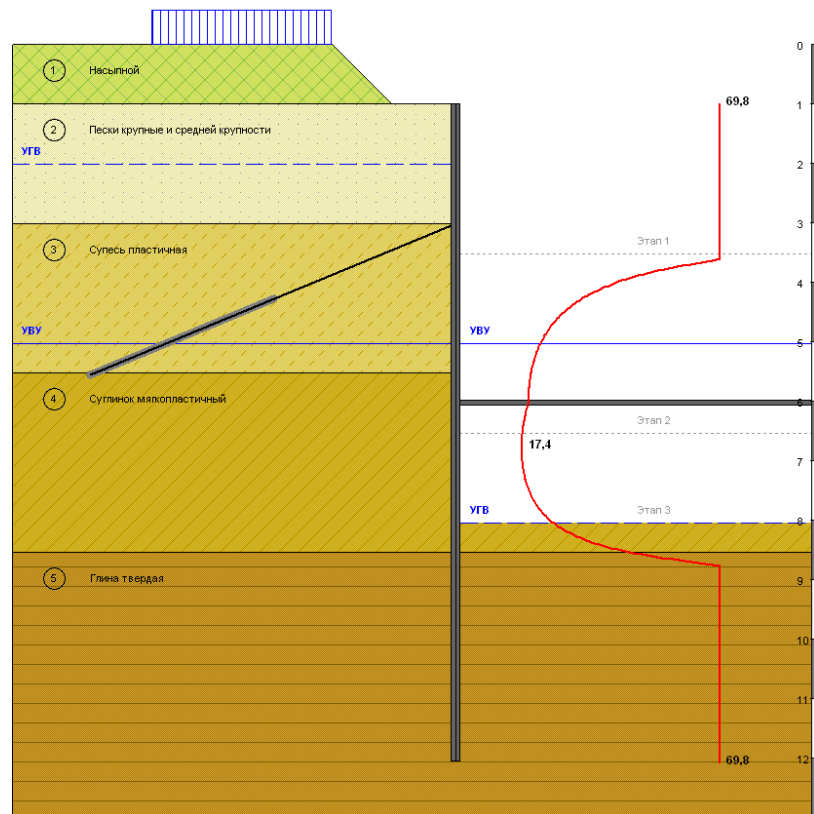 0
1 Насыпной
69,8
1
2 Пески крупные и средней крупности
УГВ
2
3
Этап 1
3 Супесь пластичная
4
УВУ
УВУ
5
4 Суглинок мягкопластичный
6
Этап 2
17,4
7
УГВ
Этап 3
8
5 Глина твердая
9
10
11
69,8
12